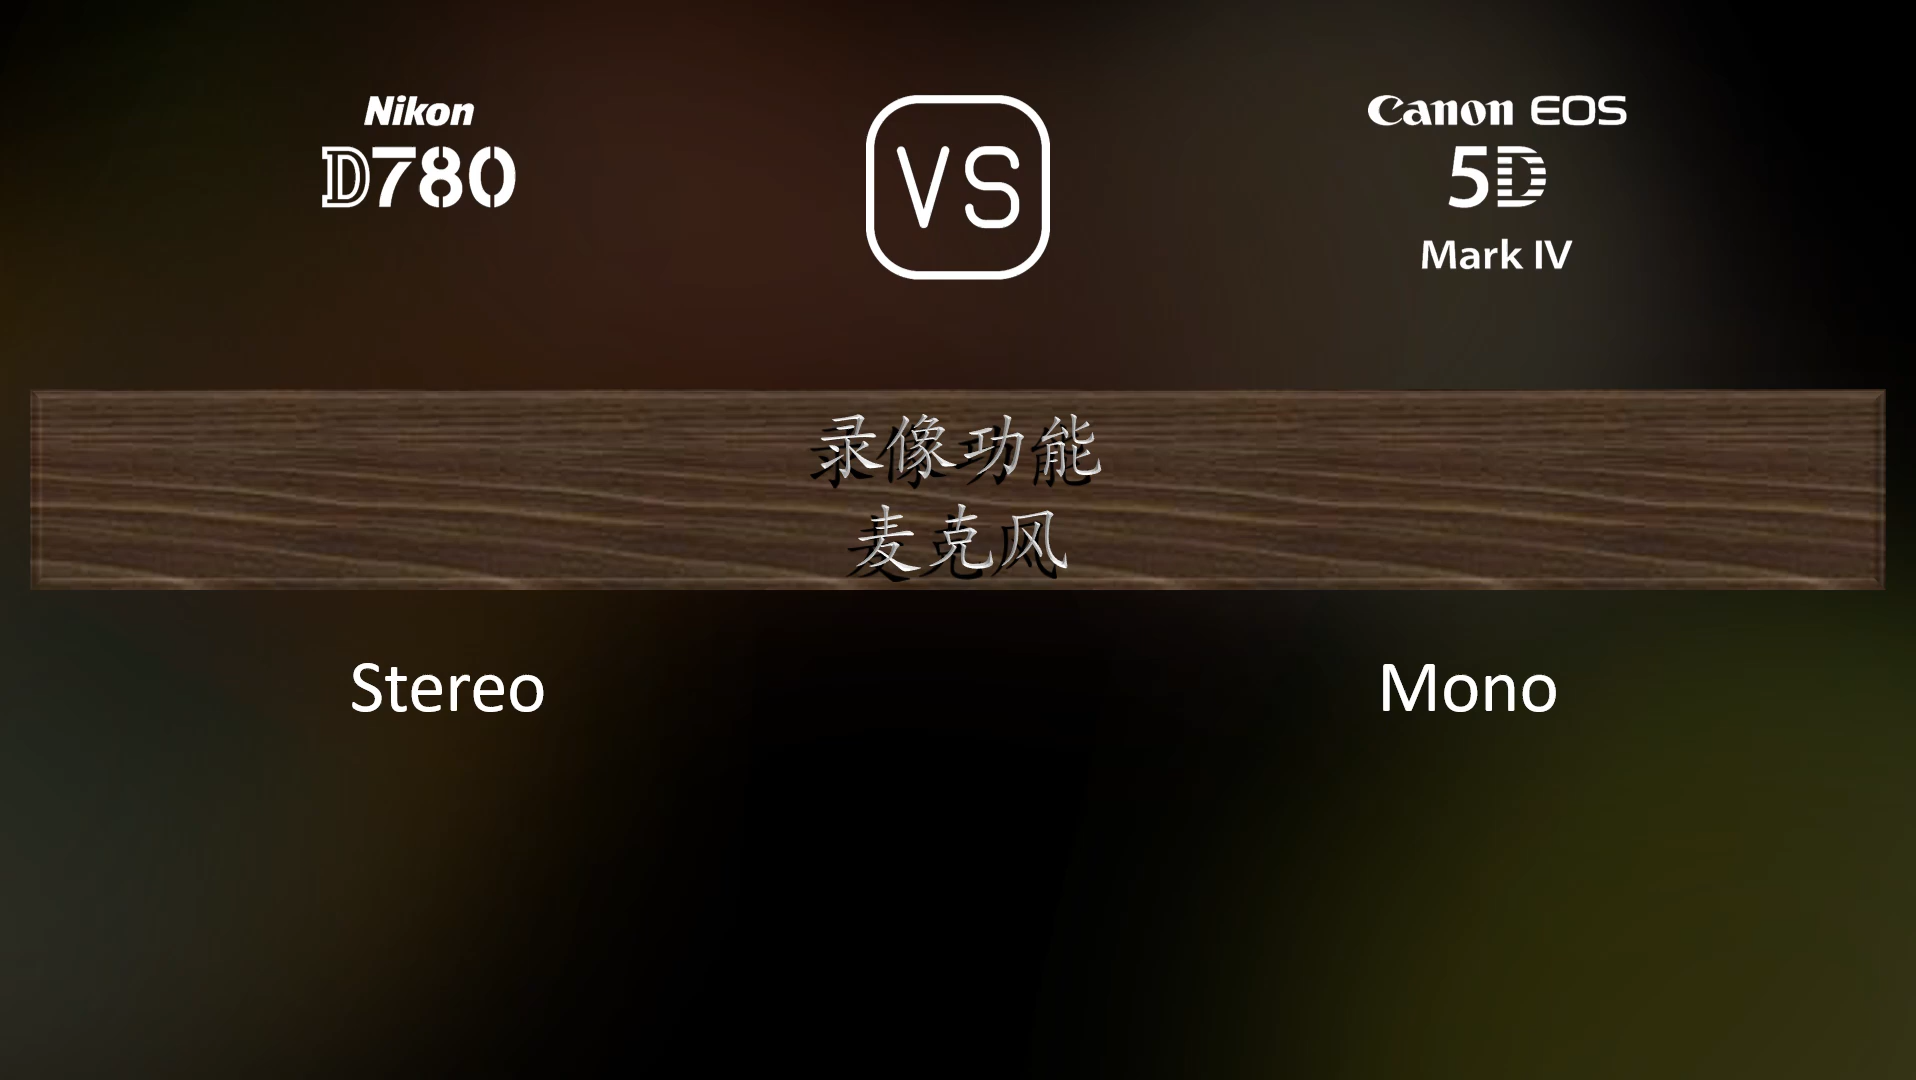 Nikon
D780
VS
Canon EOS
5D
Mark IV
录像功能
麦克风
Stereo
Mono